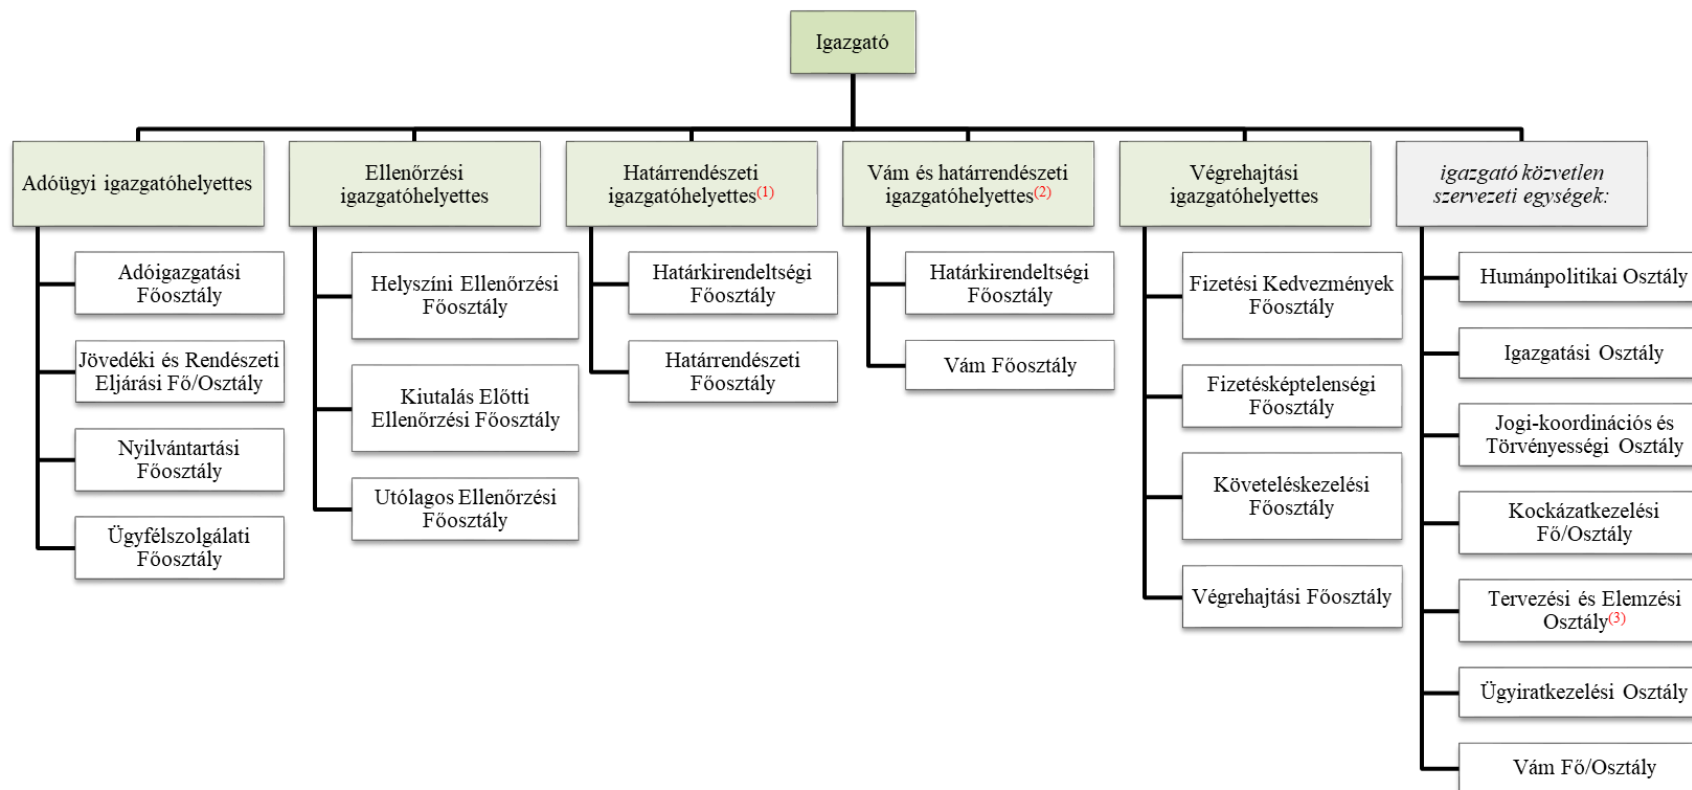 Igazgató
Adóügyi igazgatóhelyettes
Adóigazgatási
Főosztály
Jövedéki és Rendészeti
Eljárási Fő/Osztály
Nyilvántartási
Főosztály
Ügyfélszolgálati
Főosztály
Ellenőrzési
igazgatóhelyettes
Helyszíni Ellenőrzési
Főosztály
Kiutalás Előtti
Ellenőrzési Főosztály
Utólagos Ellenőrzési
Főosztály
Határrendészeti
igazgatóhelyettes(1)
Határkirendeltségi
Főosztály
Határrendészeti
Főosztály
Vám és határrendészeti
igazgatóhelyettes(2)
Határkirendeltségi
Főosztály
Vám Főosztály
Végrehajtási
igazgatóhelyettes
Fizetési Kedvezmények
Főosztály
Fizetésképtelenségi
Főosztály
Követeléskezelési
Főosztály
Végrehajtási Főosztály
igazgató közvetlen
szervezeti egységek:
Humánpolitikai Osztály
Igazgatási Osztály
Jogi-koordinációs és
Törvényességi Osztály
Kockázatkezelési
Fő/Osztály
Tervezési és Elemzési
Osztály(3)
Ügyiratkezelési Osztály
Vám Fő/Osztály